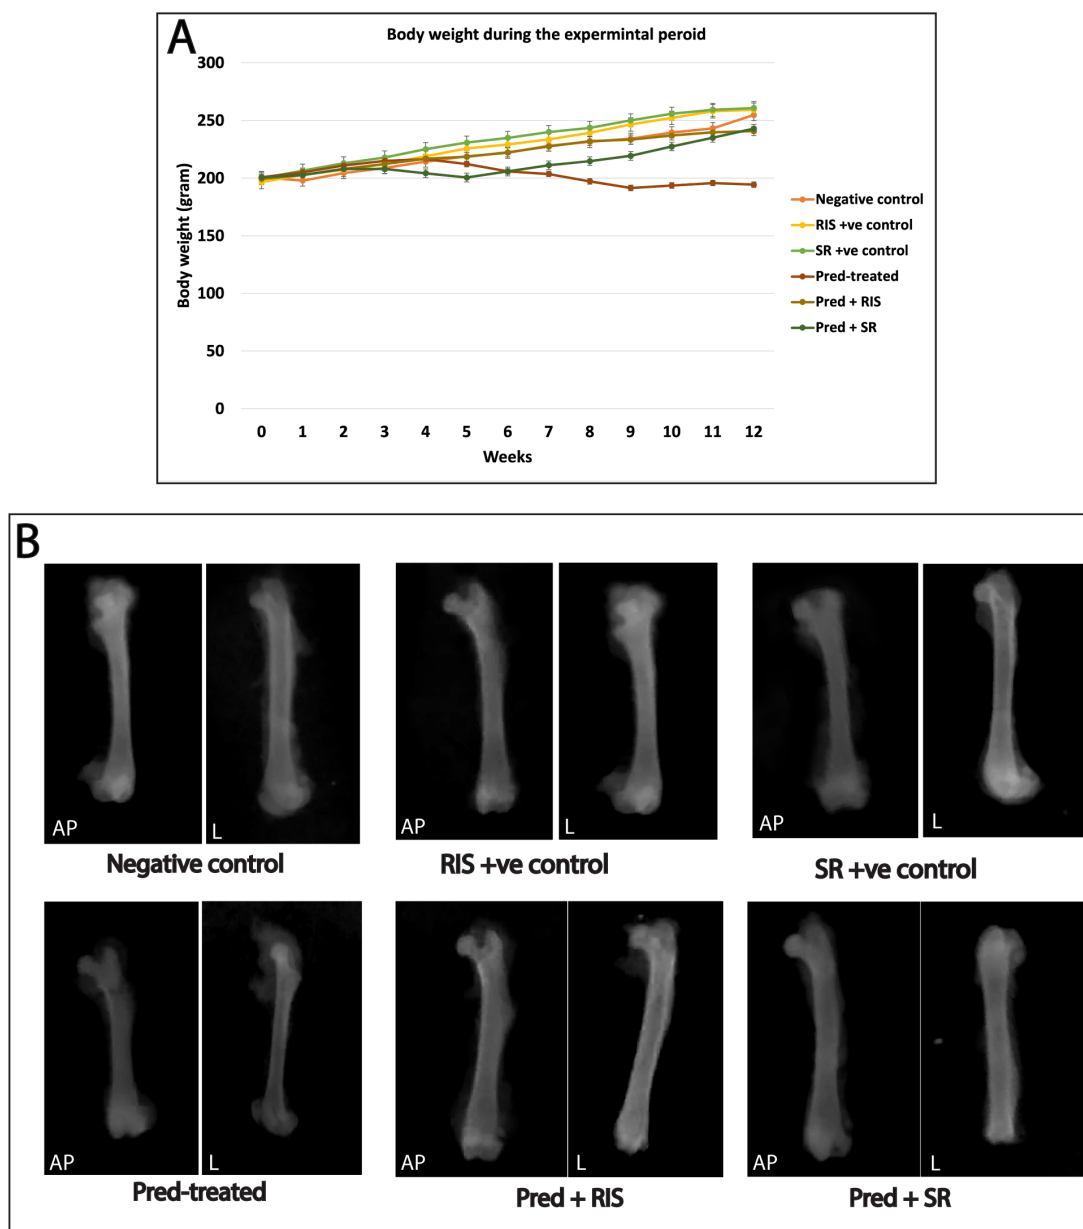 A
Body weight during the expermintal peroid
Body weight (gram)
300
250
200
150
100
50
0
0 1 2 3 4 5 6 7 8 9 10 11 12
Weeks
Negative control
RIS +ve control
SR +ve control
Pred-treated
Pred + RIS
Pred + SR
B
AP L AP L AP L
Negative control RIS +ve control SR +ve control
AP L AP L AP L
Pred-treated Pred + RIS Pred + SR